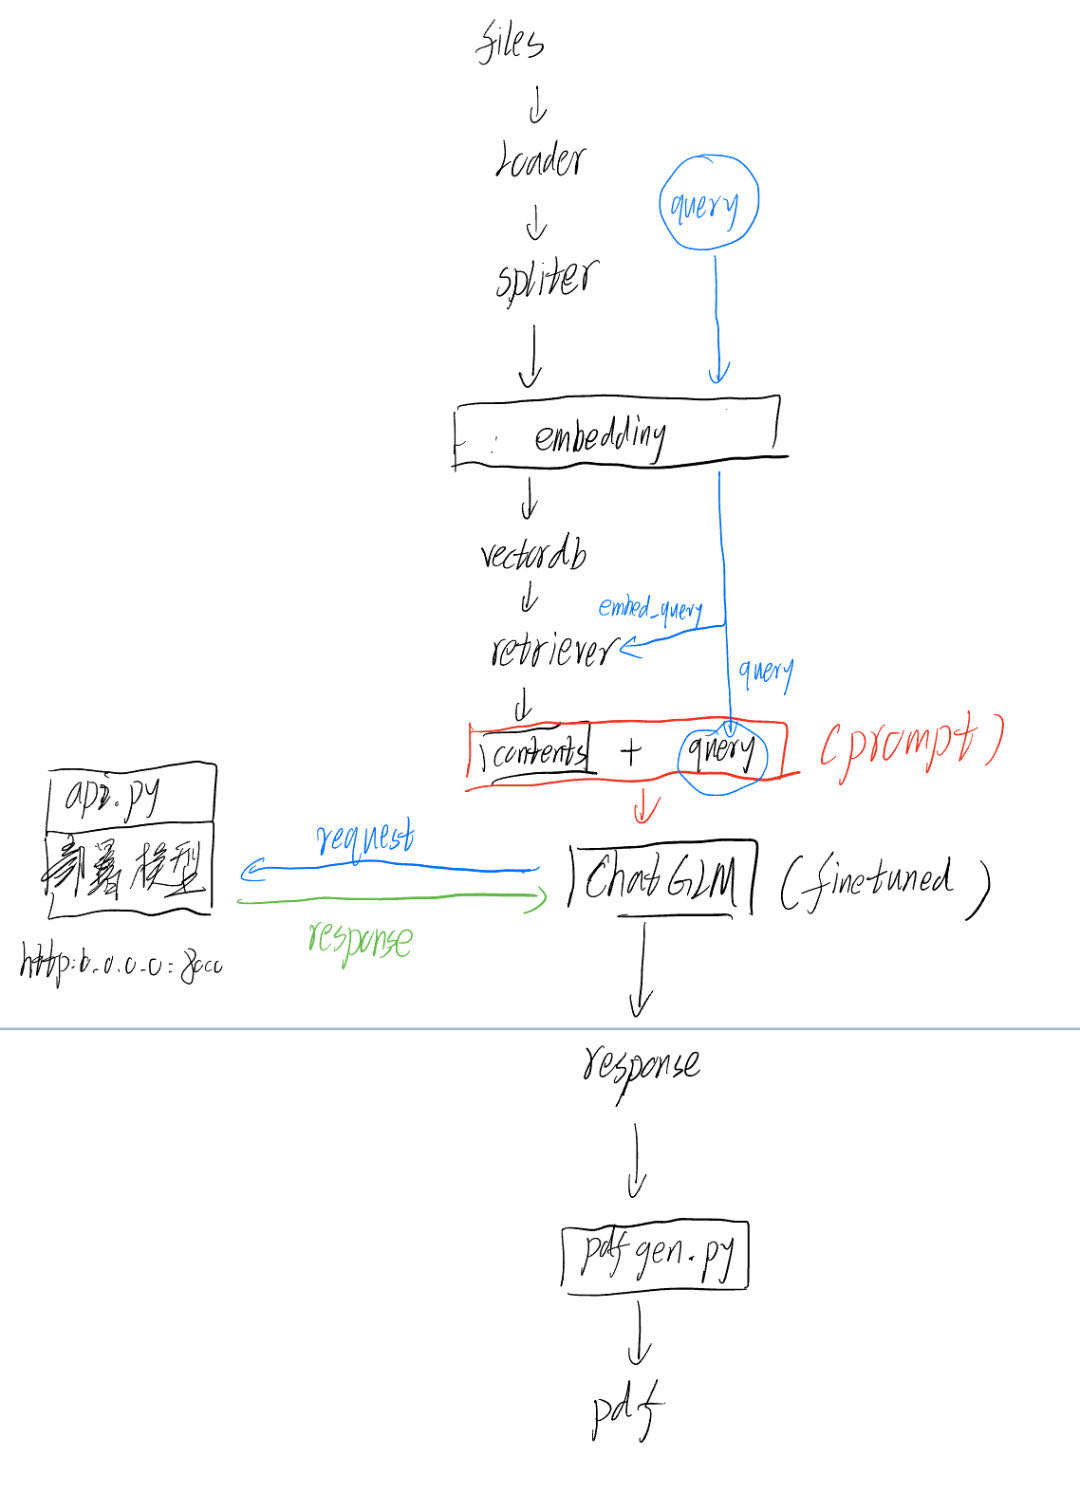 files
Loader
query
spliter
embedding
vectordb
embed_query
retriever
query
contents + query (prompt)
api.py
request
部署模型
ChatGLM (finetuned)
response
http:0.0.0.0:8000
response
pdfgen.py
pdf